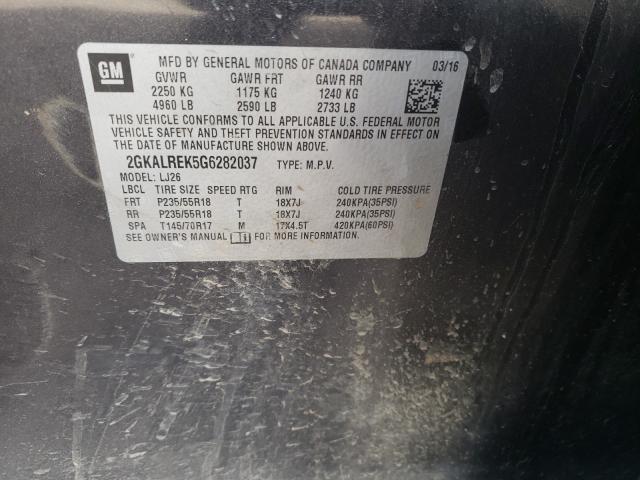 GM
MFD BY GENERAL MOTORS OF CANADA COMPANY 03/16
GVWR GAWR FRT GAWR RR
2250 KG 1175 KG 1240 KG
4960 LB 2590 LB 2733 LB
THIS VEHICLE CONFORMS TO ALL APPLICABLE U.S. FEDERAL MOTOR
VEHICLE SAFETY AND THEFT PREVENTION STANDARDS IN EFFECT ON
THE DATE OF MANUFACTURE SHOWN ABOVE.
2GKALREK5G6282037 TYPE: M.P.V.
MODEL: LJ26
LBCL TIRE SIZE SPEED RTG RIM COLD TIRE PRESSURE
FRT P235/55R18 T 18X7J 240KPA(35PSI)
RR P235/55R18 T 18X7J 240KPA(35PSI)
SPA T145/70R17 M 17X4.5T 420KPA(60PSI)
SEE OWNER'S MANUAL FOR MORE INFORMATION.